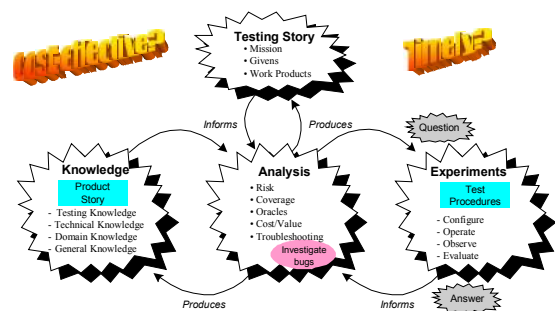 Cost effective?
Testing Story
• Mission
• Givens
• Work Products
Timely?
Informs
Produces
Question
Knowledge
Product
Story
- Testing Knowledge
- Technical Knowledge
- Domain Knowledge
- General Knowledge
Analysis
• Risk
• Coverage
• Oracles
• Cost/Value
• Troubleshooting
Investigate
bugs
Experiments
Test
Procedures
- Configure
- Operate
- Observe
- Evaluate
Produces
Informs
Answer